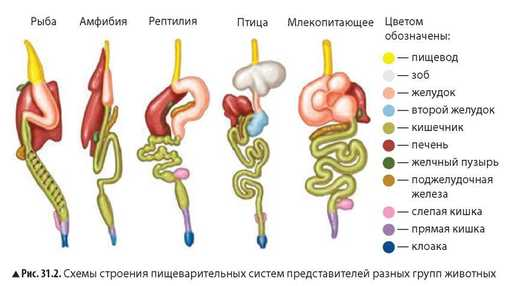 Рыба
Амфибия
Рептилия
Птица
Млекопитающее
Цветом
обозначены:
— пищевод
— зоб
— желудок
— второй желудок
— кишечник
— печень
— желчный пузырь
— поджелудочная
железа
— слепая кишка
— прямая кишка
— клоака
▲Рис. 31.2. Схемы строения пищеварительных систем представителей разных групп животных